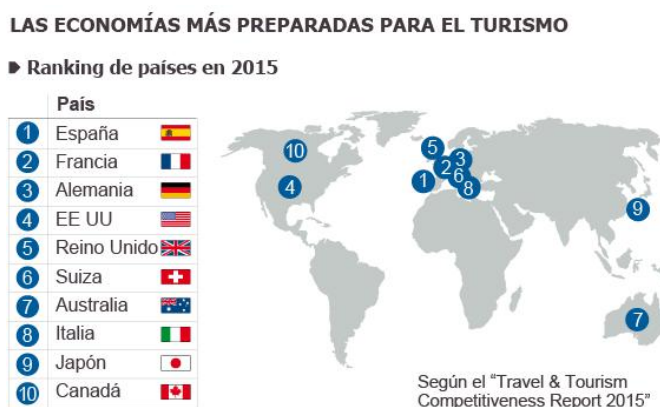 LAS ECONOMÍAS MÁS PREPARADAS PARA EL TURISMO
Ranking de países en 2015
País
1 España
2 Francia
3 Alemania
4 EE UU
5 Reino Unido
6 Suiza
7 Australia
8 Italia
9 Japón
10 Canadá
10
5
3
2
6
1
4
8
9
7
Según el “Travel & Tourism
Competitiveness Report 2015”